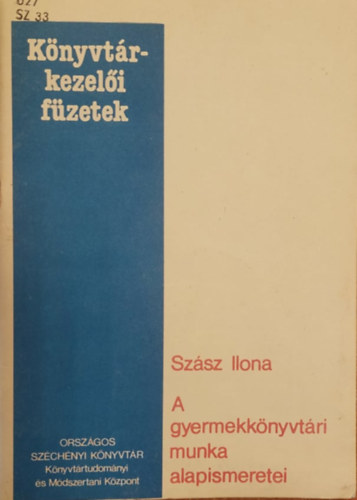 027
SZ 33
Könyvtár-
kezelői
füzetek
Szász Ilona
A
gyermekkönyvtári
munka
alapismeretei
ORSZÁGOS
SZÉCHÉNYI KÖNYVTÁR
Könyvtártudományi
és Módszertani Központ